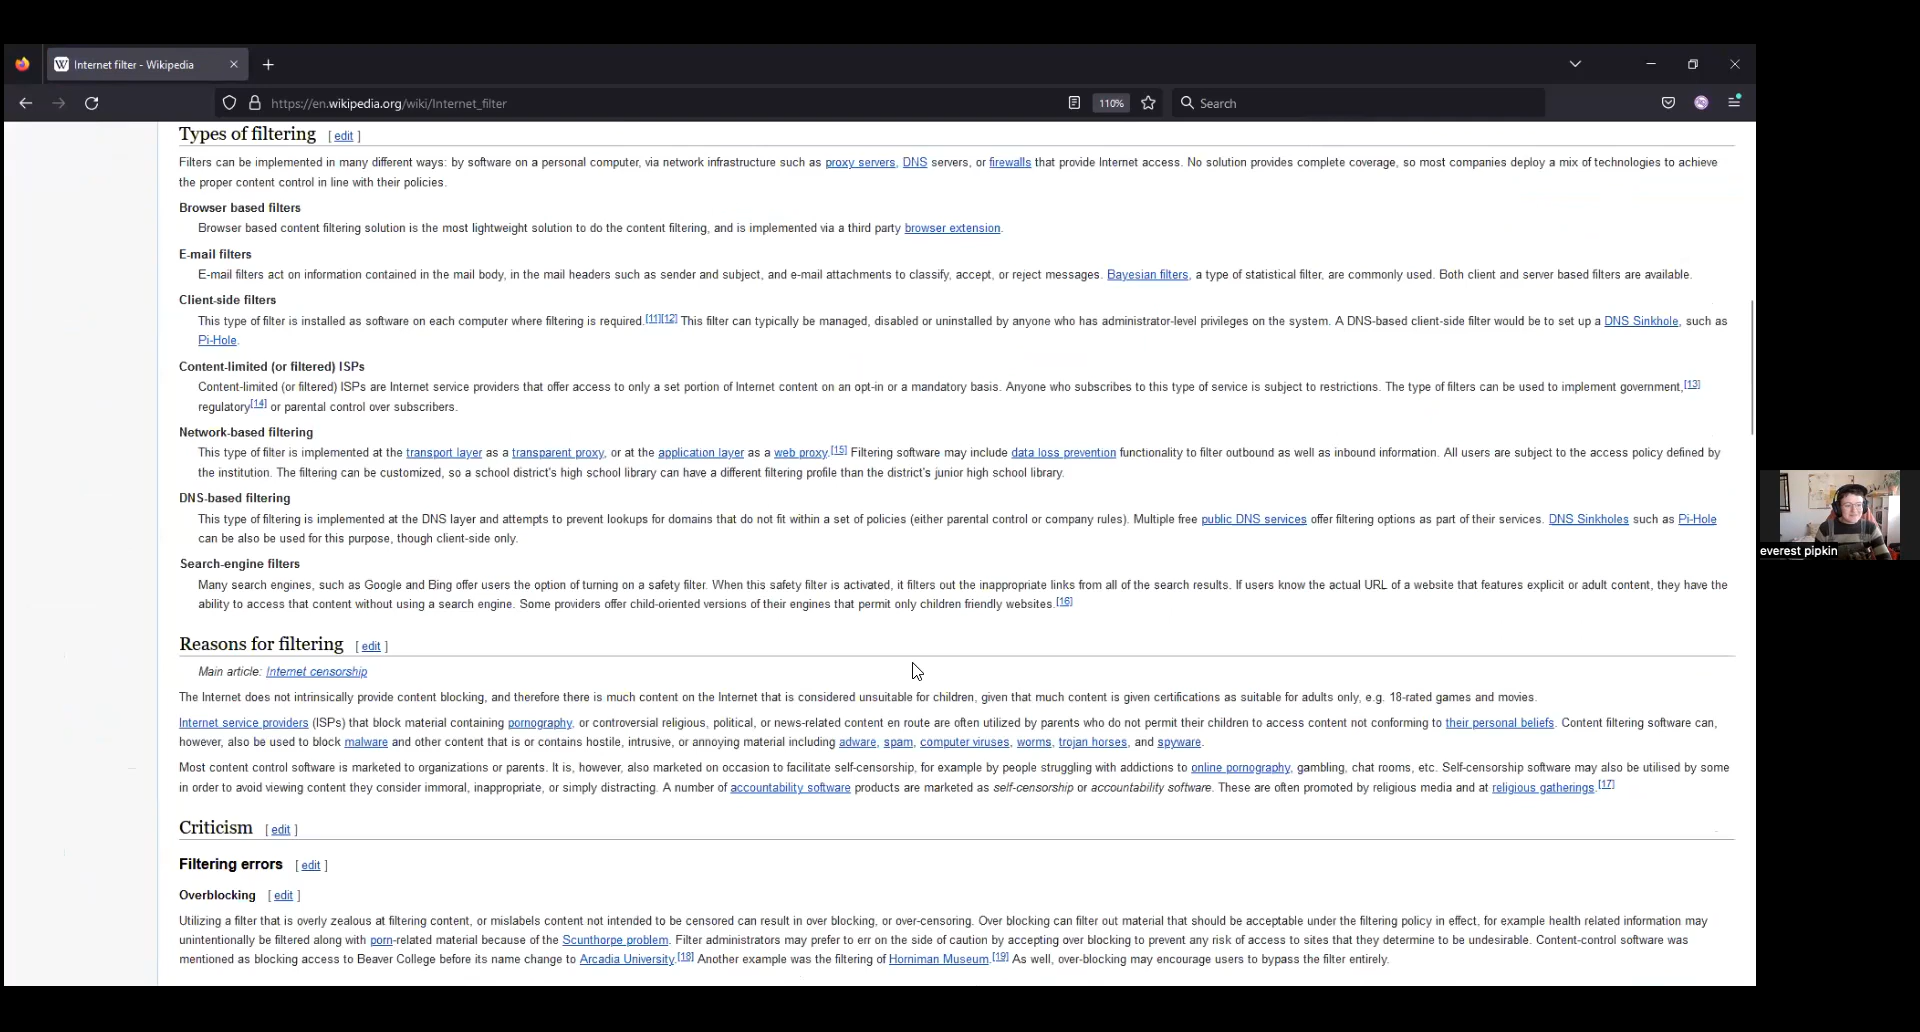 Internet filter - Wikipedia
https://en.wikipedia.org/wiki/Internet_filter
110%
Search
Types of filtering [ edit ]
Filters can be implemented in many different ways: by software on a personal computer, via network infrastructure such as proxy servers, DNS servers, or firewalls that provide Internet access. No solution provides complete coverage, so most companies deploy a mix of technologies to achieve
the proper content control in line with their policies.
Browser based filters
Browser based content filtering solution is the most lightweight solution to do the content filtering, and is implemented via a third party browser extension.
E-mail filters
E-mail filters act on information contained in the mail body, in the mail headers such as sender and subject, and e-mail attachments to classify, accept, or reject messages. Bayesian filters, a type of statistical filter, are commonly used. Both client and server based filters are available.
Client-side filters
This type of filter is installed as software on each computer where filtering is required.[11][12] This filter can typically be managed, disabled or uninstalled by anyone who has administrator-level privileges on the system. A DNS-based client-side filter would be to set up a DNS Sinkhole, such as
Pi-Hole.
Content-limited (or filtered) ISPs
Content-limited (or filtered) ISPs are Internet service providers that offer access to only a set portion of Internet content on an opt-in or a mandatory basis. Anyone who subscribes to this type of service is subject to restrictions. The type of filters can be used to implement government,[13]
regulatory[14] or parental control over subscribers.
Network-based filtering
This type of filter is implemented at the transport layer as a transparent proxy, or at the application layer as a web proxy.[15] Filtering software may include data loss prevention functionality to filter outbound as well as inbound information. All users are subject to the access policy defined by
the institution. The filtering can be customized, so a school district's high school library can have a different filtering profile than the district's junior high school library.
DNS-based filtering
This type of filtering is implemented at the DNS layer and attempts to prevent lookups for domains that do not fit within a set of policies (either parental control or company rules). Multiple free public DNS services offer filtering options as part of their services. DNS Sinkholes such as Pi-Hole
can be also be used for this purpose, though client-side only.
Search-engine filters
Many search engines, such as Google and Bing offer users the option of turning on a safety filter. When this safety filter is activated, it filters out the inappropriate links from all of the search results. If users know the actual URL of a website that features explicit or adult content, they have the
ability to access that content without using a search engine. Some providers offer child-oriented versions of their engines that permit only children friendly websites.[16]
Reasons for filtering [ edit ]
Main article: Internet censorship
The Internet does not intrinsically provide content blocking, and therefore there is much content on the Internet that is considered unsuitable for children, given that much content is given certifications as suitable for adults only, e.g. 18-rated games and movies.
Internet service providers (ISPs) that block material containing pornography, or controversial religious, political, or news-related content en route are often utilized by parents who do not permit their children to access content not conforming to their personal beliefs. Content filtering software can,
however, also be used to block malware and other content that is or contains hostile, intrusive, or annoying material including adware, spam, computer viruses, worms, trojan horses, and spyware.
Most content control software is marketed to organizations or parents. It is, however, also marketed on occasion to facilitate self-censorship, for example by people struggling with addictions to online pornography, gambling, chat rooms, etc. Self-censorship software may also be utilised by some
in order to avoid viewing content they consider immoral, inappropriate, or simply distracting. A number of accountability software products are marketed as self-censorship or accountability software. These are often promoted by religious media and at religious gatherings.[17]
Criticism [ edit ]
Filtering errors [ edit ]
Overblocking [ edit ]
Utilizing a filter that is overly zealous at filtering content, or mislabels content not intended to be censored can result in over blocking, or over-censoring. Over blocking can filter out material that should be acceptable under the filtering policy in effect, for example health related information may
unintentionally be filtered along with porn-related material because of the Scunthorpe problem. Filter administrators may prefer to err on the side of caution by accepting over blocking to prevent any risk of access to sites that they determine to be undesirable. Content-control software was
mentioned as blocking access to Beaver College before its name change to Arcadia University.[18] Another example was the filtering of Horniman Museum.[19] As well, over-blocking may encourage users to bypass the filter entirely.
everest pipkin